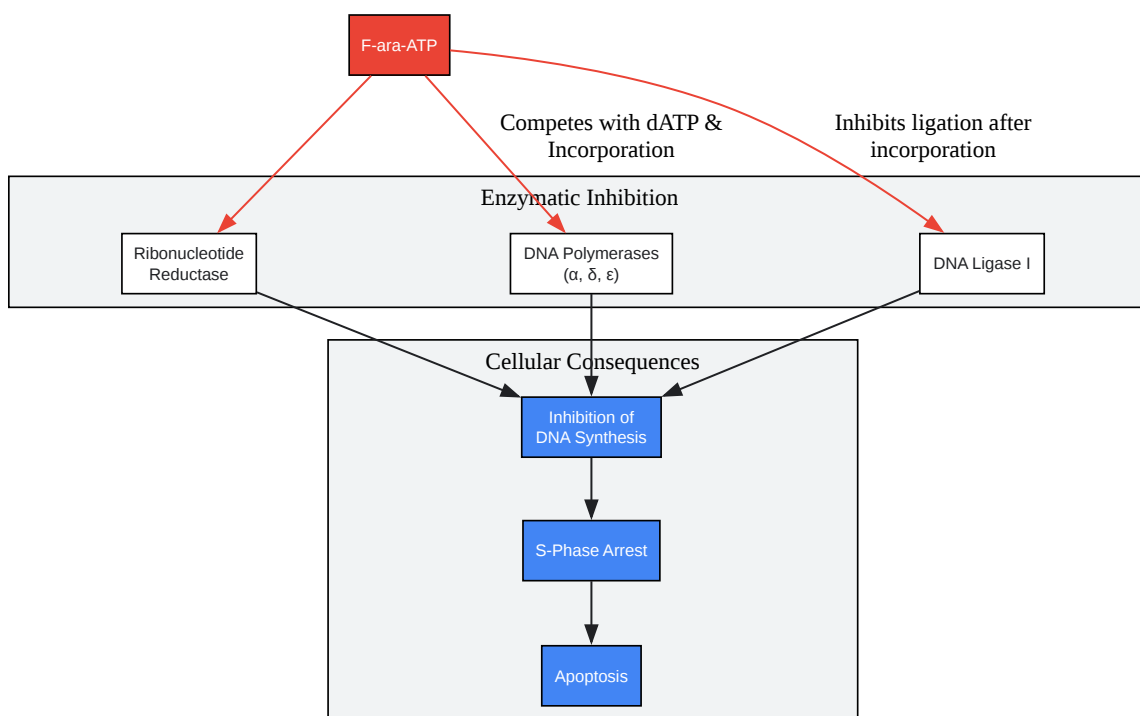 F-ara-ATP
Competes with dATP &
Incorporation
Inhibits ligation after
incorporation
Enzymatic Inhibition
Ribonucleotide
Reductase
DNA Polymerases
(α, δ, ε)
DNA Ligase I
Cellular Consequences
Inhibition of
DNA Synthesis
S-Phase Arrest
Apoptosis